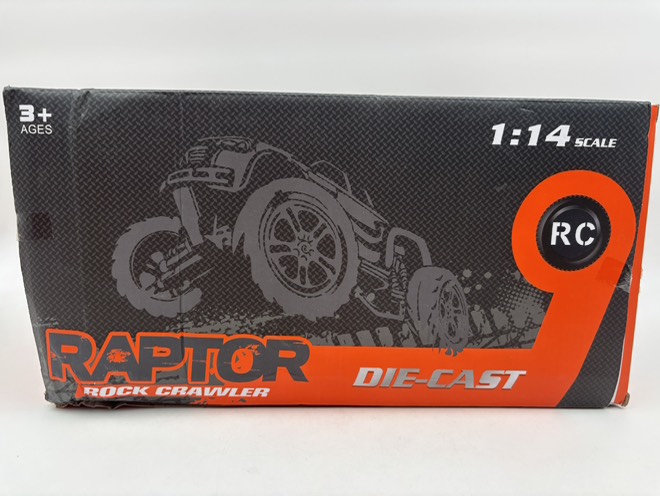 3+
AGES
1:14 SCALE
RC
RAPTOR
ROCK CRAWLER
DIE-CAST